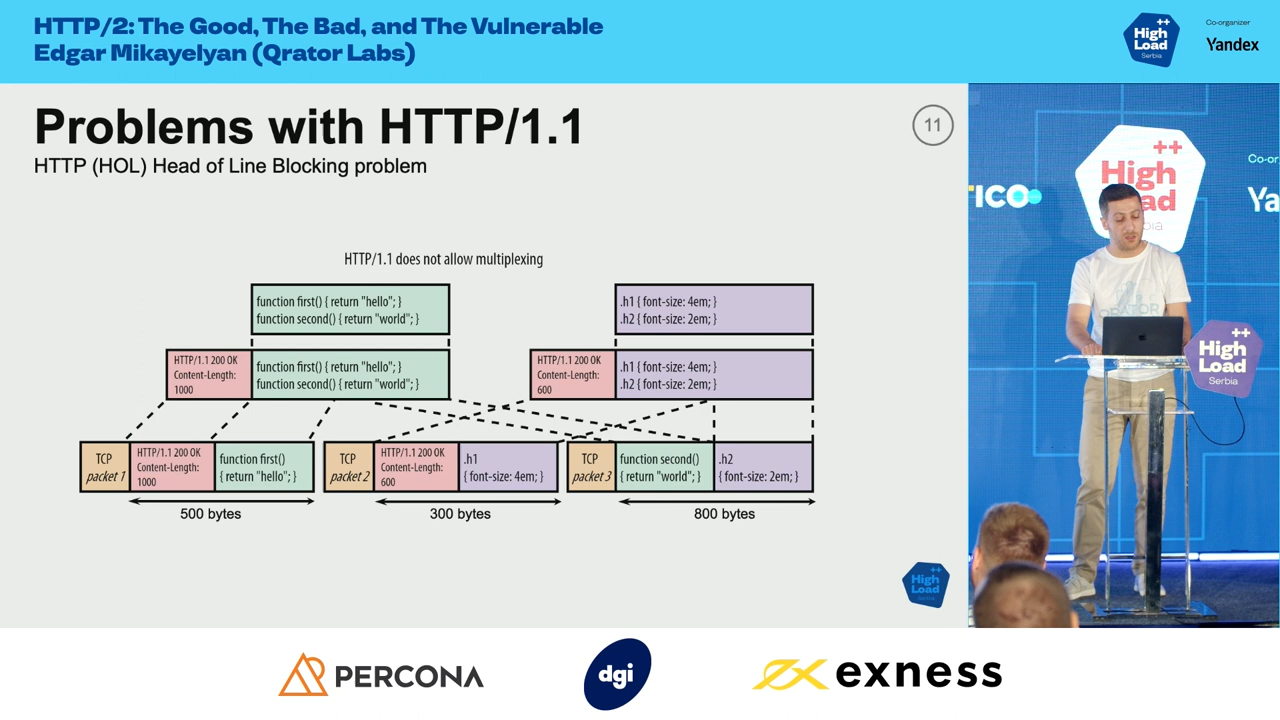 HTTP/2: The Good, The Bad, and The Vulnerable
Edgar Mikayelyan (Qrator Labs)
++
High
Load
Serbia
Co-organizer
Yandex
Problems with HTTP/1.1
11
HTTP (HOL) Head of Line Blocking problem
HTTP/1.1 does not allow multiplexing
function first() { return "hello"; }
function second() { return "world"; }
.h1 { font-size: 4em; }
.h2 { font-size: 2em; }
HTTP/1.1 200 OK
Content-Length:
1000
function first() { return "hello"; }
function second() { return "world"; }
HTTP/1.1 200 OK
Content-Length:
600
.h1 { font-size: 4em; }
.h2 { font-size: 2em; }
TCP
packet 1
HTTP/1.1 200 OK
Content-Length:
1000
function first()
{ return "hello"; }
TCP
packet 2
HTTP/1.1 200 OK
Content-Length:
600
.h1
{ font-size: 4em; }
TCP
packet 3
function second()
{ return "world"; }
.h2
{ font-size: 2em; }
500 bytes
300 bytes
800 bytes
++
High
Load
Serbia
++
High
Load
Serbia
PERCONA
dgi
exness